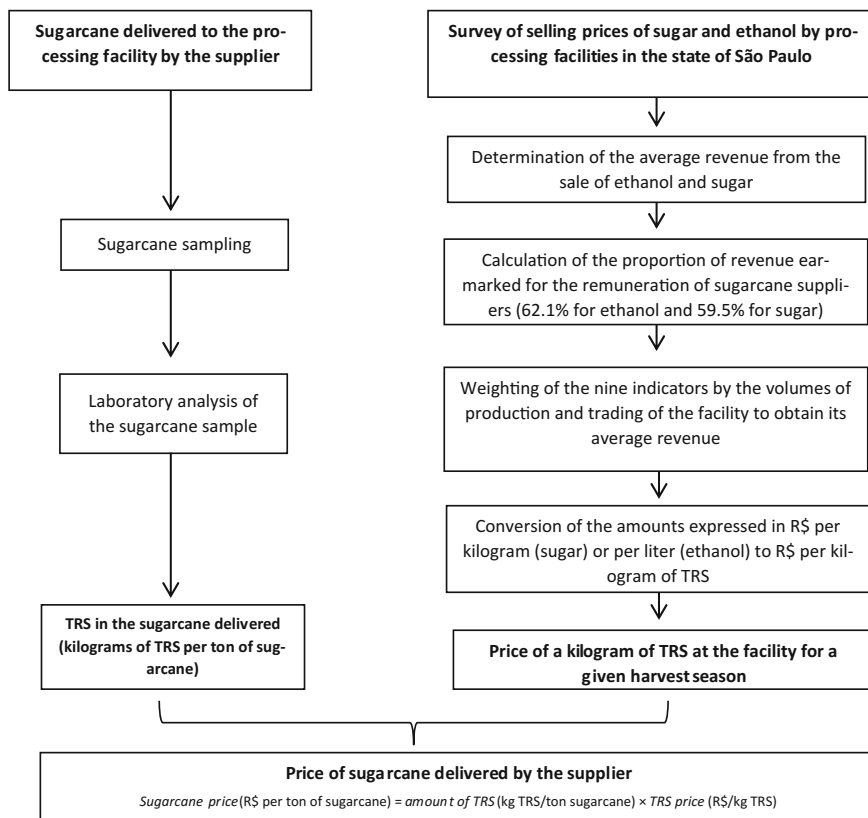 Sugarcane delivered to the pro-
cessing facility by the supplier
Sugarcane sampling
Laboratory analysis of
the sugarcane sample
TRS in the sugarcane delivered
(kilograms of TRS per ton of sug-
arcane)
Survey of selling prices of sugar and ethanol by pro-
cessing facilities in the state of São Paulo
Determination of the average revenue from the
sale of ethanol and sugar
Calculation of the proportion of revenue ear-
marked for the remuneration of sugarcane suppli-
ers (62.1% for ethanol and 59.5% for sugar)
Weighting of the nine indicators by the volumes of
production and trading of the facility to obtain its
average revenue
Conversion of the amounts expressed in R$ per
kilogram (sugar) or per liter (ethanol) to R$ per kil-
ogram of TRS
Price of a kilogram of TRS at the facility for a
given harvest season
Price of sugarcane delivered by the supplier
Sugarcane price (R$ per ton of sugarcane) = amount of TRS (kg TRS/ton sugarcane) × TRS price (R$/kg TRS)